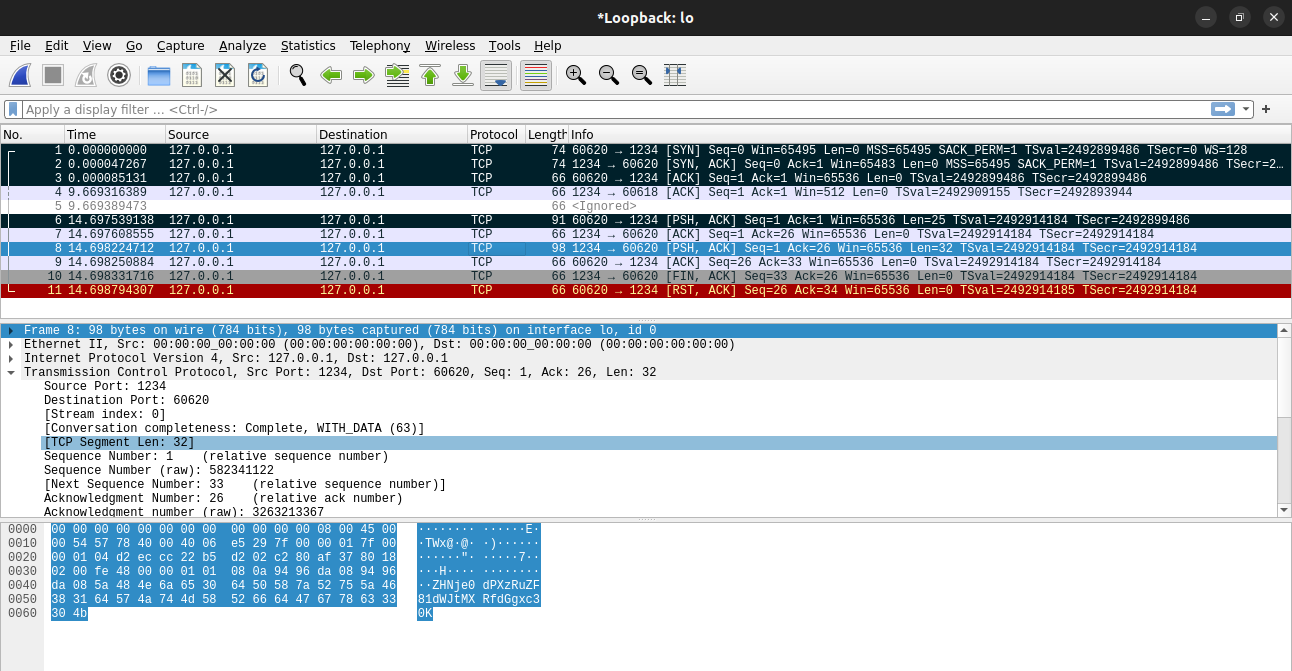 *Loopback: lo
File Edit View Go Capture Analyze Statistics Telephony Wireless Tools Help
Apply a display filter ... <Ctrl-/>
No. Time Source Destination Protocol Length Info
1 0.000000000 127.0.0.1 127.0.0.1 TCP 74 60620 → 1234 [SYN] Seq=0 Win=65495 Len=0 MSS=65495 SACK_PERM=1 TSval=2492899486 TSecr=0 WS=128
2 0.000047267 127.0.0.1 127.0.0.1 TCP 74 1234 → 60620 [SYN, ACK] Seq=0 Ack=1 Win=65483 Len=0 MSS=65495 SACK_PERM=1 TSval=2492899486 TSecr=2…
3 0.000085131 127.0.0.1 127.0.0.1 TCP 66 60620 → 1234 [ACK] Seq=1 Ack=1 Win=65536 Len=0 TSval=2492899486 TSecr=2492899486
4 9.669316389 127.0.0.1 127.0.0.1 TCP 66 1234 → 60618 [ACK] Seq=1 Ack=1 Win=512 Len=0 TSval=2492909155 TSecr=2492893944
5 9.669389473 66 <Ignored>
6 14.697539138 127.0.0.1 127.0.0.1 TCP 91 60620 → 1234 [PSH, ACK] Seq=1 Ack=1 Win=65536 Len=25 TSval=2492914184 TSecr=2492899486
7 14.697608555 127.0.0.1 127.0.0.1 TCP 66 1234 → 60620 [ACK] Seq=1 Ack=26 Win=65536 Len=0 TSval=2492914184 TSecr=2492914184
8 14.698224712 127.0.0.1 127.0.0.1 TCP 98 1234 → 60620 [PSH, ACK] Seq=1 Ack=26 Win=65536 Len=32 TSval=2492914184 TSecr=2492914184
9 14.698250884 127.0.0.1 127.0.0.1 TCP 66 60620 → 1234 [ACK] Seq=26 Ack=33 Win=65536 Len=0 TSval=2492914184 TSecr=2492914184
10 14.698331716 127.0.0.1 127.0.0.1 TCP 66 1234 → 60620 [FIN, ACK] Seq=33 Ack=26 Win=65536 Len=0 TSval=2492914184 TSecr=2492914184
11 14.698794307 127.0.0.1 127.0.0.1 TCP 66 60620 → 1234 [RST, ACK] Seq=26 Ack=34 Win=65536 Len=0 TSval=2492914185 TSecr=2492914184
Frame 8: 98 bytes on wire (784 bits), 98 bytes captured (784 bits) on interface lo, id 0
Ethernet II, Src: 00:00:00_00:00:00 (00:00:00:00:00:00), Dst: 00:00:00_00:00:00 (00:00:00:00:00:00)
Internet Protocol Version 4, Src: 127.0.0.1, Dst: 127.0.0.1
Transmission Control Protocol, Src Port: 1234, Dst Port: 60620, Seq: 1, Ack: 26, Len: 32
Source Port: 1234
Destination Port: 60620
[Stream index: 0]
[Conversation completeness: Complete, WITH_DATA (63)]
[TCP Segment Len: 32]
Sequence Number: 1 (relative sequence number)
Sequence Number (raw): 582341122
[Next Sequence Number: 33 (relative sequence number)]
Acknowledgment Number: 26 (relative ack number)
Acknowledgment number (raw): 3263213367
0000 00 00 00 00 00 00 00 00 00 00 00 00 08 00 45 00 ········ ······E·
0010 00 54 57 78 40 00 40 06 e5 29 7f 00 00 01 7f 00 ·TWx@·@· ·)······
0020 00 01 04 d2 ec cc 22 b5 d2 02 c2 80 af 37 80 18 ······"· ·····7··
0030 02 00 fe 48 00 00 01 01 08 0a 94 96 da 08 94 96 ···H···· ········
0040 da 08 5a 48 4e 6a 65 30 64 50 58 7a 52 75 5a 46 ··ZHNje0 dPXzRuZF
0050 38 31 64 57 4a 74 4d 58 52 66 64 47 67 78 63 33 81dWJtMX RfdGgxc3
0060 30 4b 0K